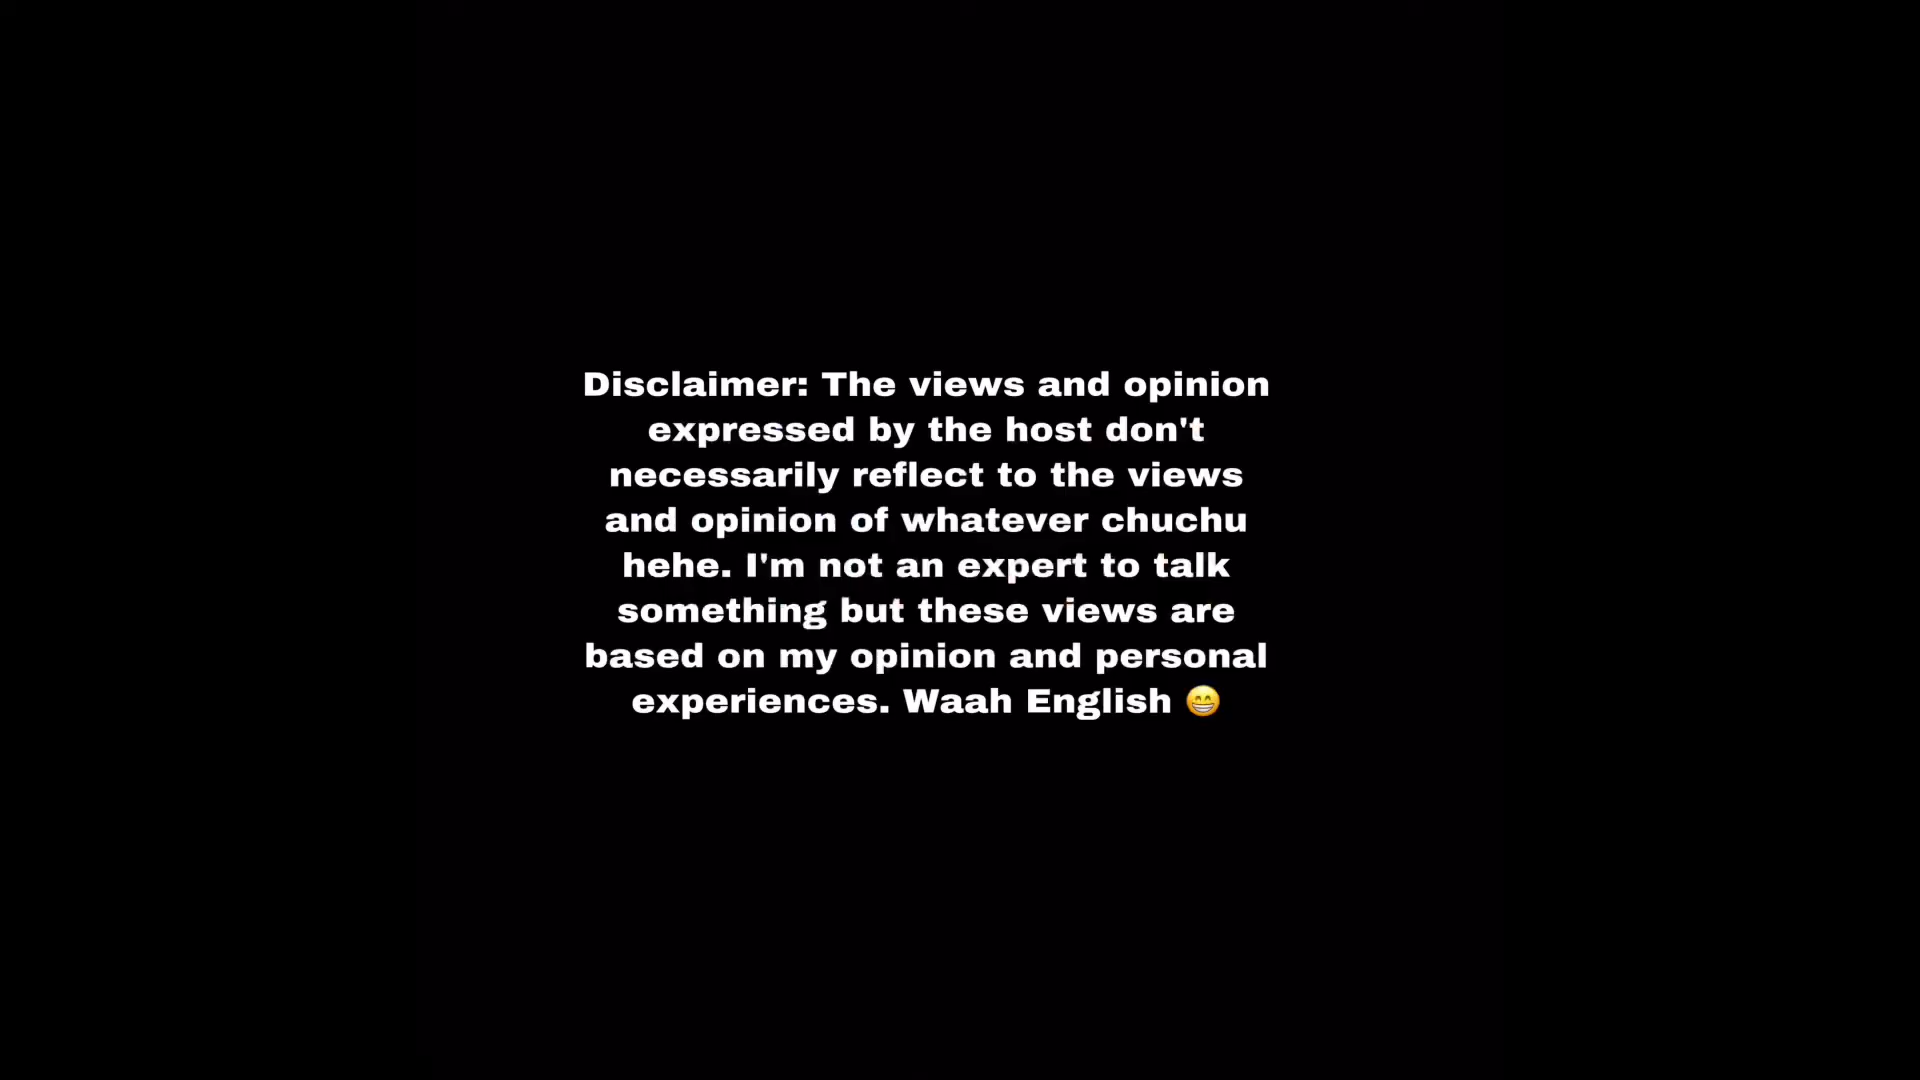 Disclaimer: The views and opinion
expressed by the host don't
necessarily reflect to the views
and opinion of whatever chuchu
hehe. I'm not an expert to talk
something but these views are
based on my opinion and personal
experiences. Waah English 😁